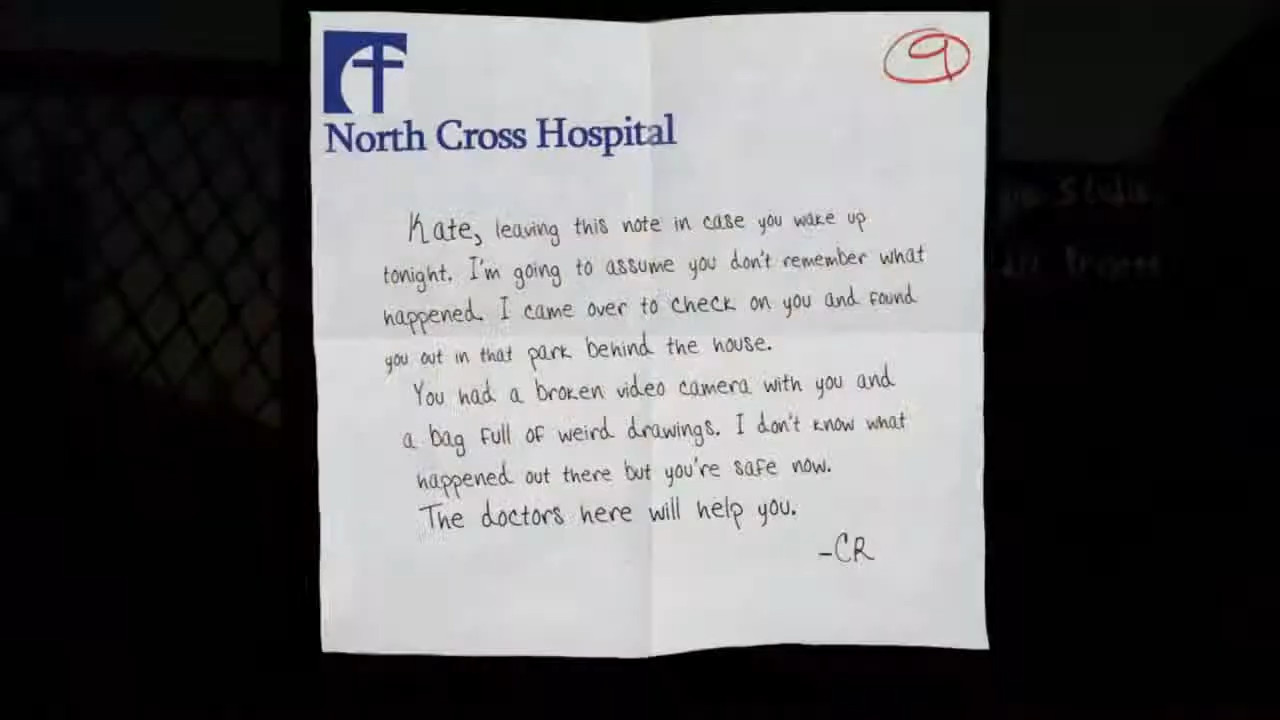 9
North Cross Hospital
Kate, leaving this note in case you wake up
tonight. I'm going to assume you don't remember what
happened. I came over to check on you and found
you out in that park behind the house.
You had a broken video camera with you and
a bag full of weird drawings. I don't know what
happened out there but you're safe now.
The doctors here will help you.
-CR